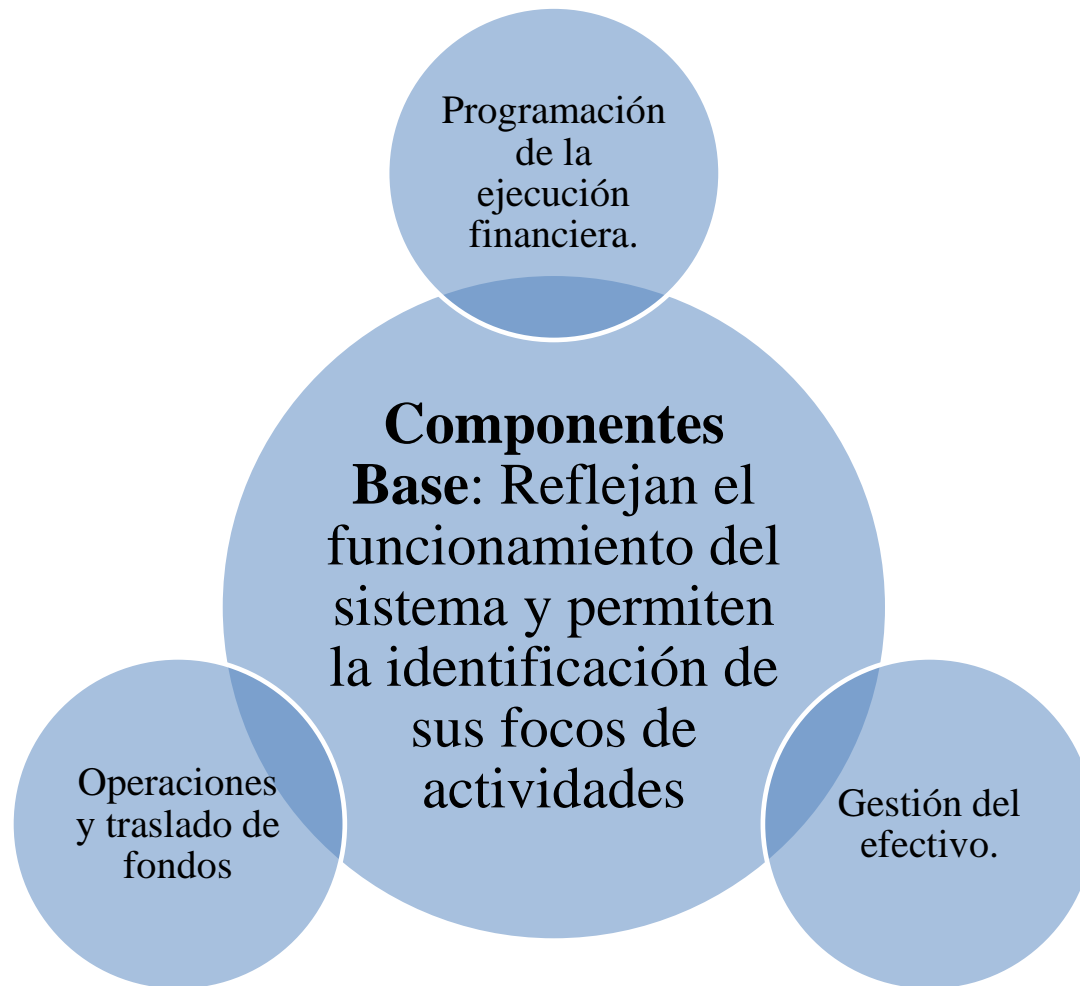 Programación
de la
ejecución
financiera.
Componentes
Base: Reflejan el
funcionamiento del
sistema y permiten
la identificación de
sus focos de
actividades
Operaciones
y traslado de
fondos
Gestión del
efectivo.